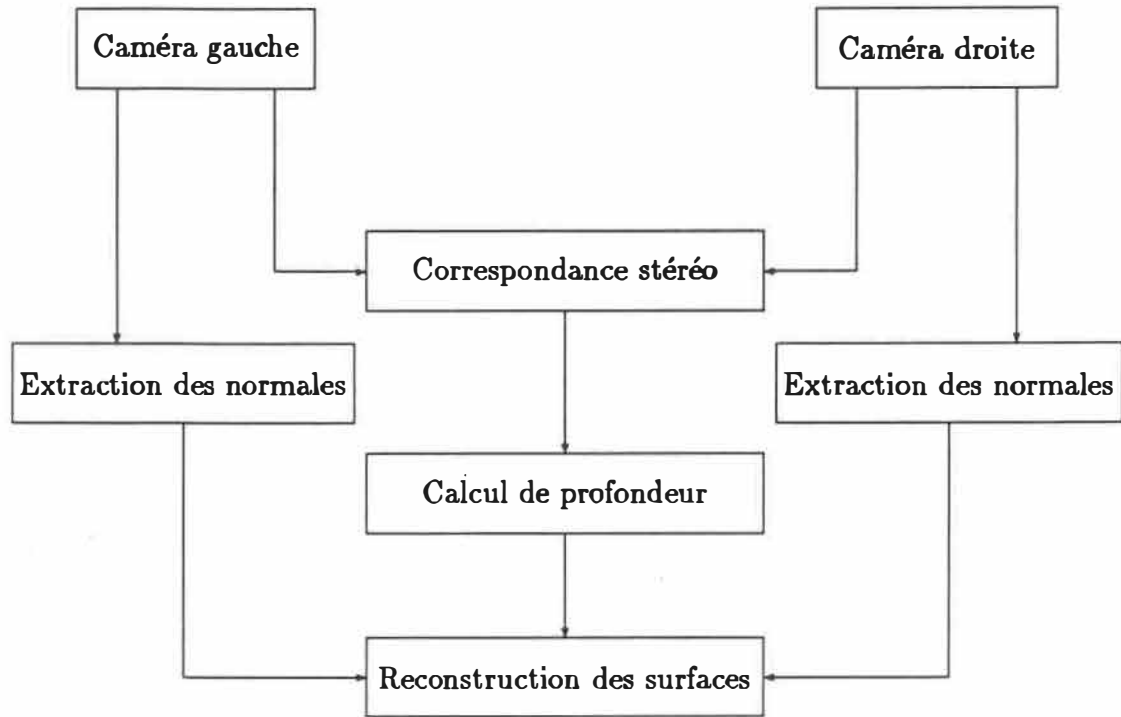 Caméra gauche
Caméra droite
Correspondance stéréo
Extraction des normales
Extraction des normales
Calcul de profondeur
Reconstruction des surfaces